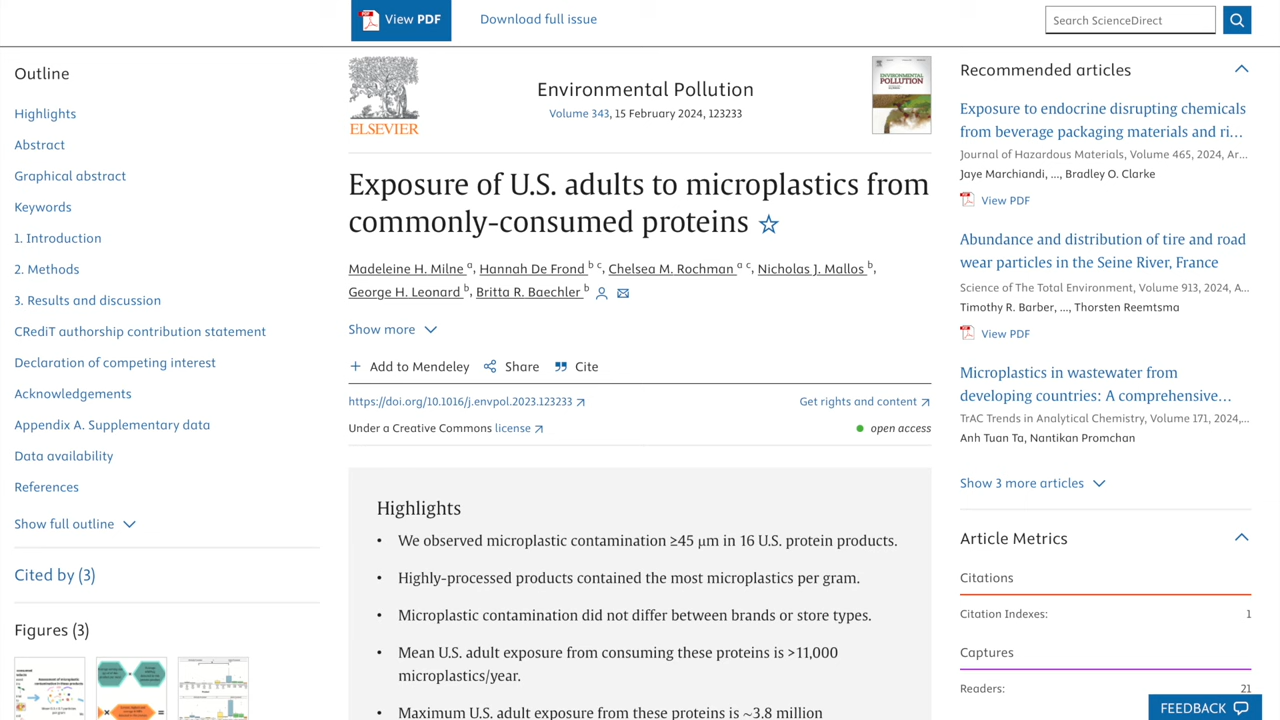 View PDF
Download full issue
Search ScienceDirect
Outline
Highlights
Abstract
Graphical abstract
Keywords
1. Introduction
2. Methods
3. Results and discussion
CRediT authorship contribution statement
Declaration of competing interest
Acknowledgements
Appendix A. Supplementary data
Data availability
References
Show full outline
Cited by (3)
Figures (3)
ELSEVIER
Environmental Pollution
Volume 343, 15 February 2024, 123233
ENVIRONMENTAL
POLLUTION
Exposure of U.S. adults to microplastics from
commonly-consumed proteins
Madeleine H. Milne a, Hannah De Frond b c, Chelsea M. Rochman a c, Nicholas J. Mallos b,
George H. Leonard b, Britta R. Baechler b
Show more
Add to Mendeley Share Cite
https://doi.org/10.1016/j.envpol.2023.123233
Get rights and content
Under a Creative Commons license
open access
Highlights
• We observed microplastic contamination ≥45 μm in 16 U.S. protein products.
• Highly-processed products contained the most microplastics per gram.
• Microplastic contamination did not differ between brands or store types.
• Mean U.S. adult exposure from consuming these proteins is >11,000
microplastics/year.
• Maximum U.S. adult exposure from these proteins is ~3.8 million
Recommended articles
Exposure to endocrine disrupting chemicals
from beverage packaging materials and ri...
Journal of Hazardous Materials, Volume 465, 2024, Ar...
Jaye Marchiandi, ..., Bradley O. Clarke
View PDF
Abundance and distribution of tire and road
wear particles in the Seine River, France
Science of The Total Environment, Volume 913, 2024, A...
Timothy R. Barber, ..., Thorsten Reemtsma
View PDF
Microplastics in wastewater from
developing countries: A comprehensive...
TrAC Trends in Analytical Chemistry, Volume 171, 2024,...
Anh Tuan Ta, Nantikan Promchan
Show 3 more articles
Article Metrics
Citations
Citation Indexes: 1
Captures
Readers: 21
FEEDBACK